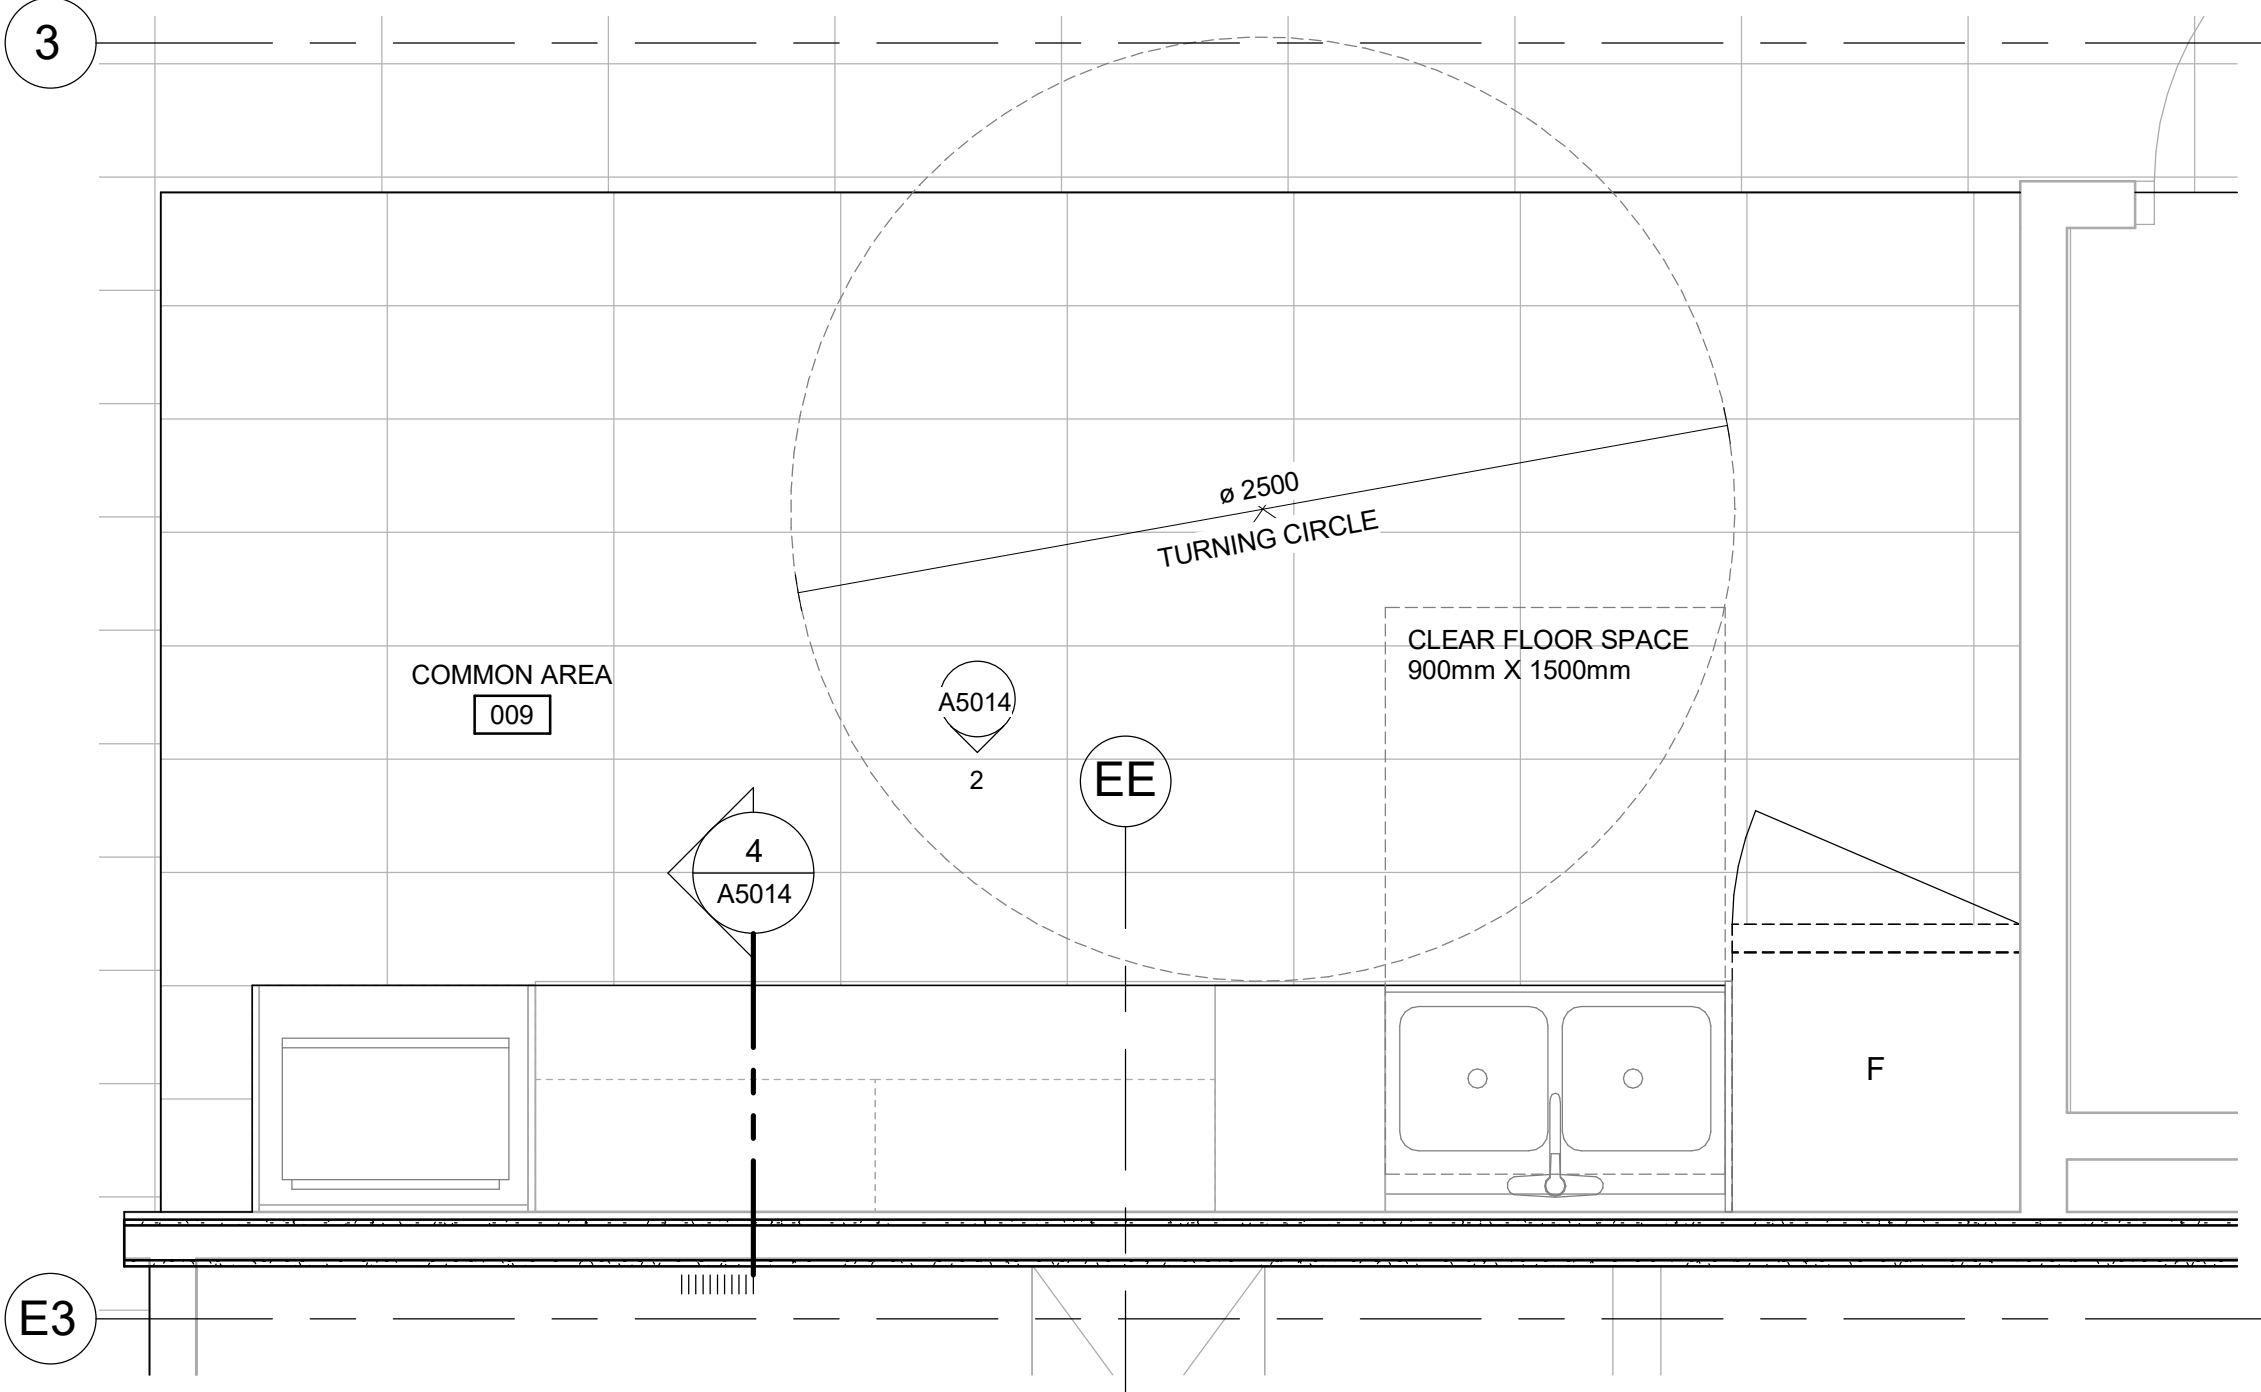 3
ø 2500
TURNING CIRCLE
CLEAR FLOOR SPACE
900mm X 1500mm
COMMON AREA
009
A5014
2
EE
4
A5014
F
E3